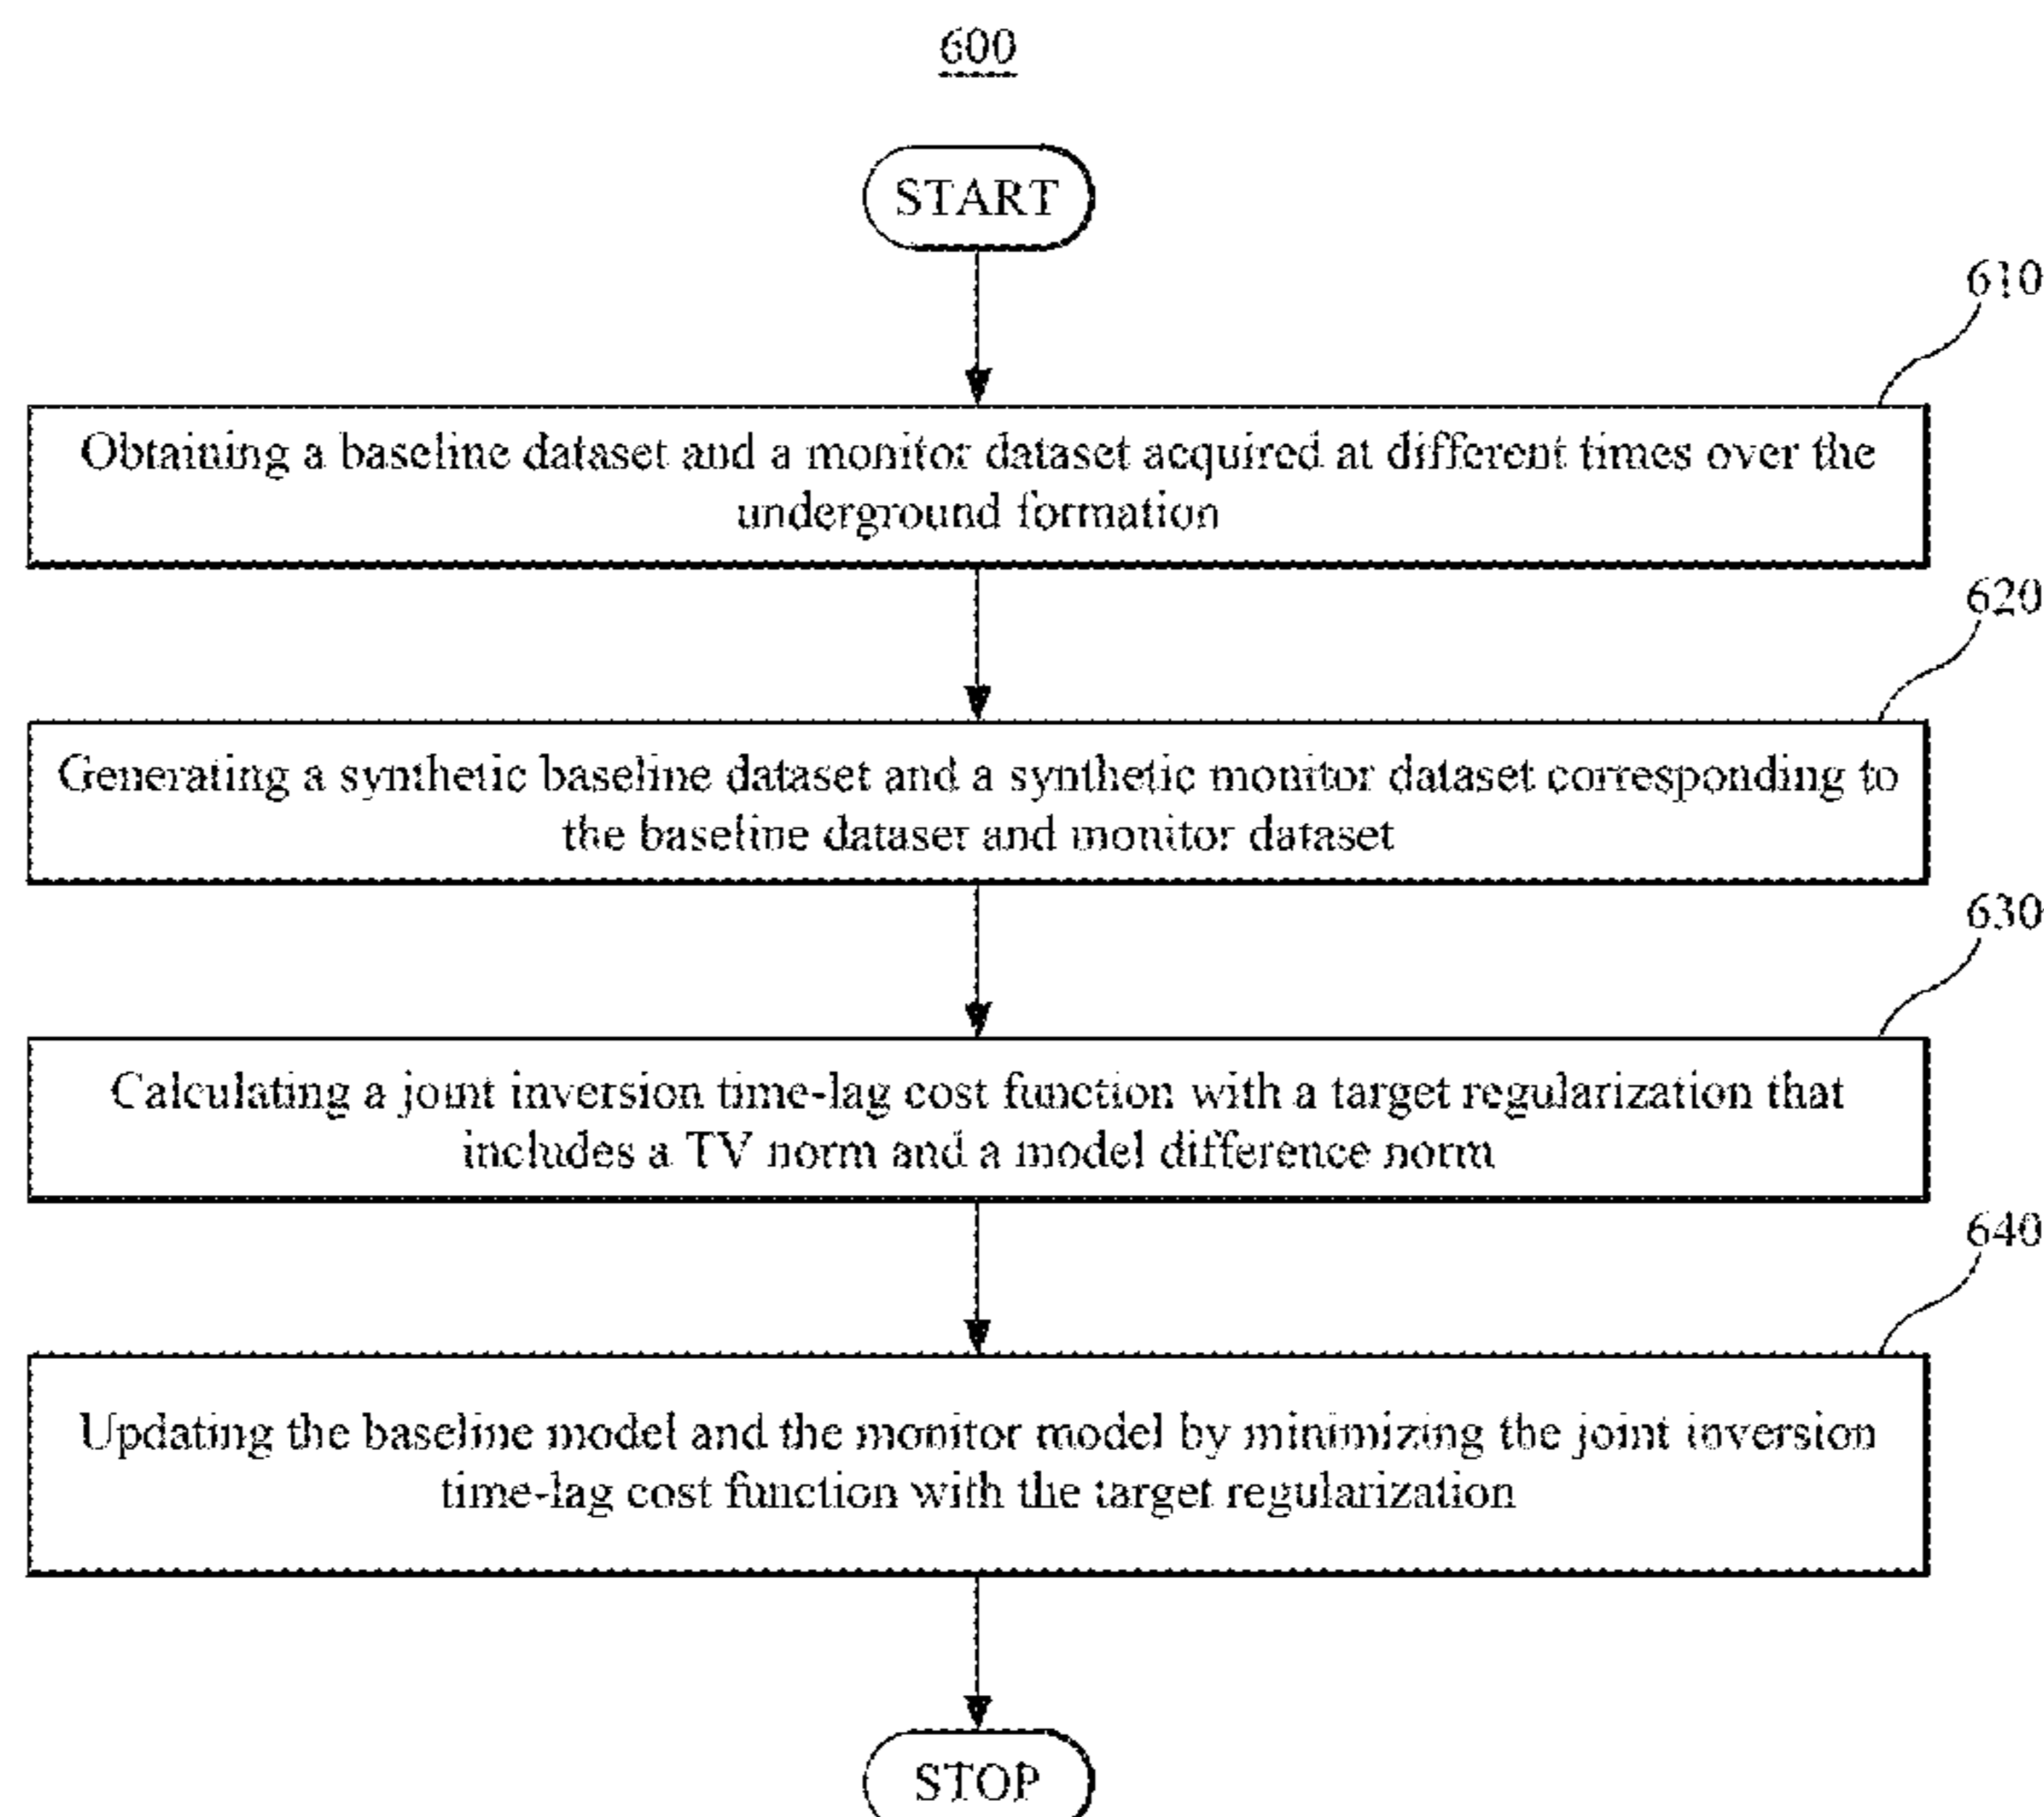 600
START
610
Obtaining a baseline dataset and a monitor dataset acquired at different times over the
underground formation
620
Generating a synthetic baseline dataset and a synthetic monitor dataset corresponding to
the baseline dataset and monitor dataset
630
Calculating a joint inversion time-lag cost function with a target regularization that
includes a TV norm and a model difference norm
640
Updating the baseline model and the monitor model by minimizing the joint inversion
time-lag cost function with the target regularization
STOP